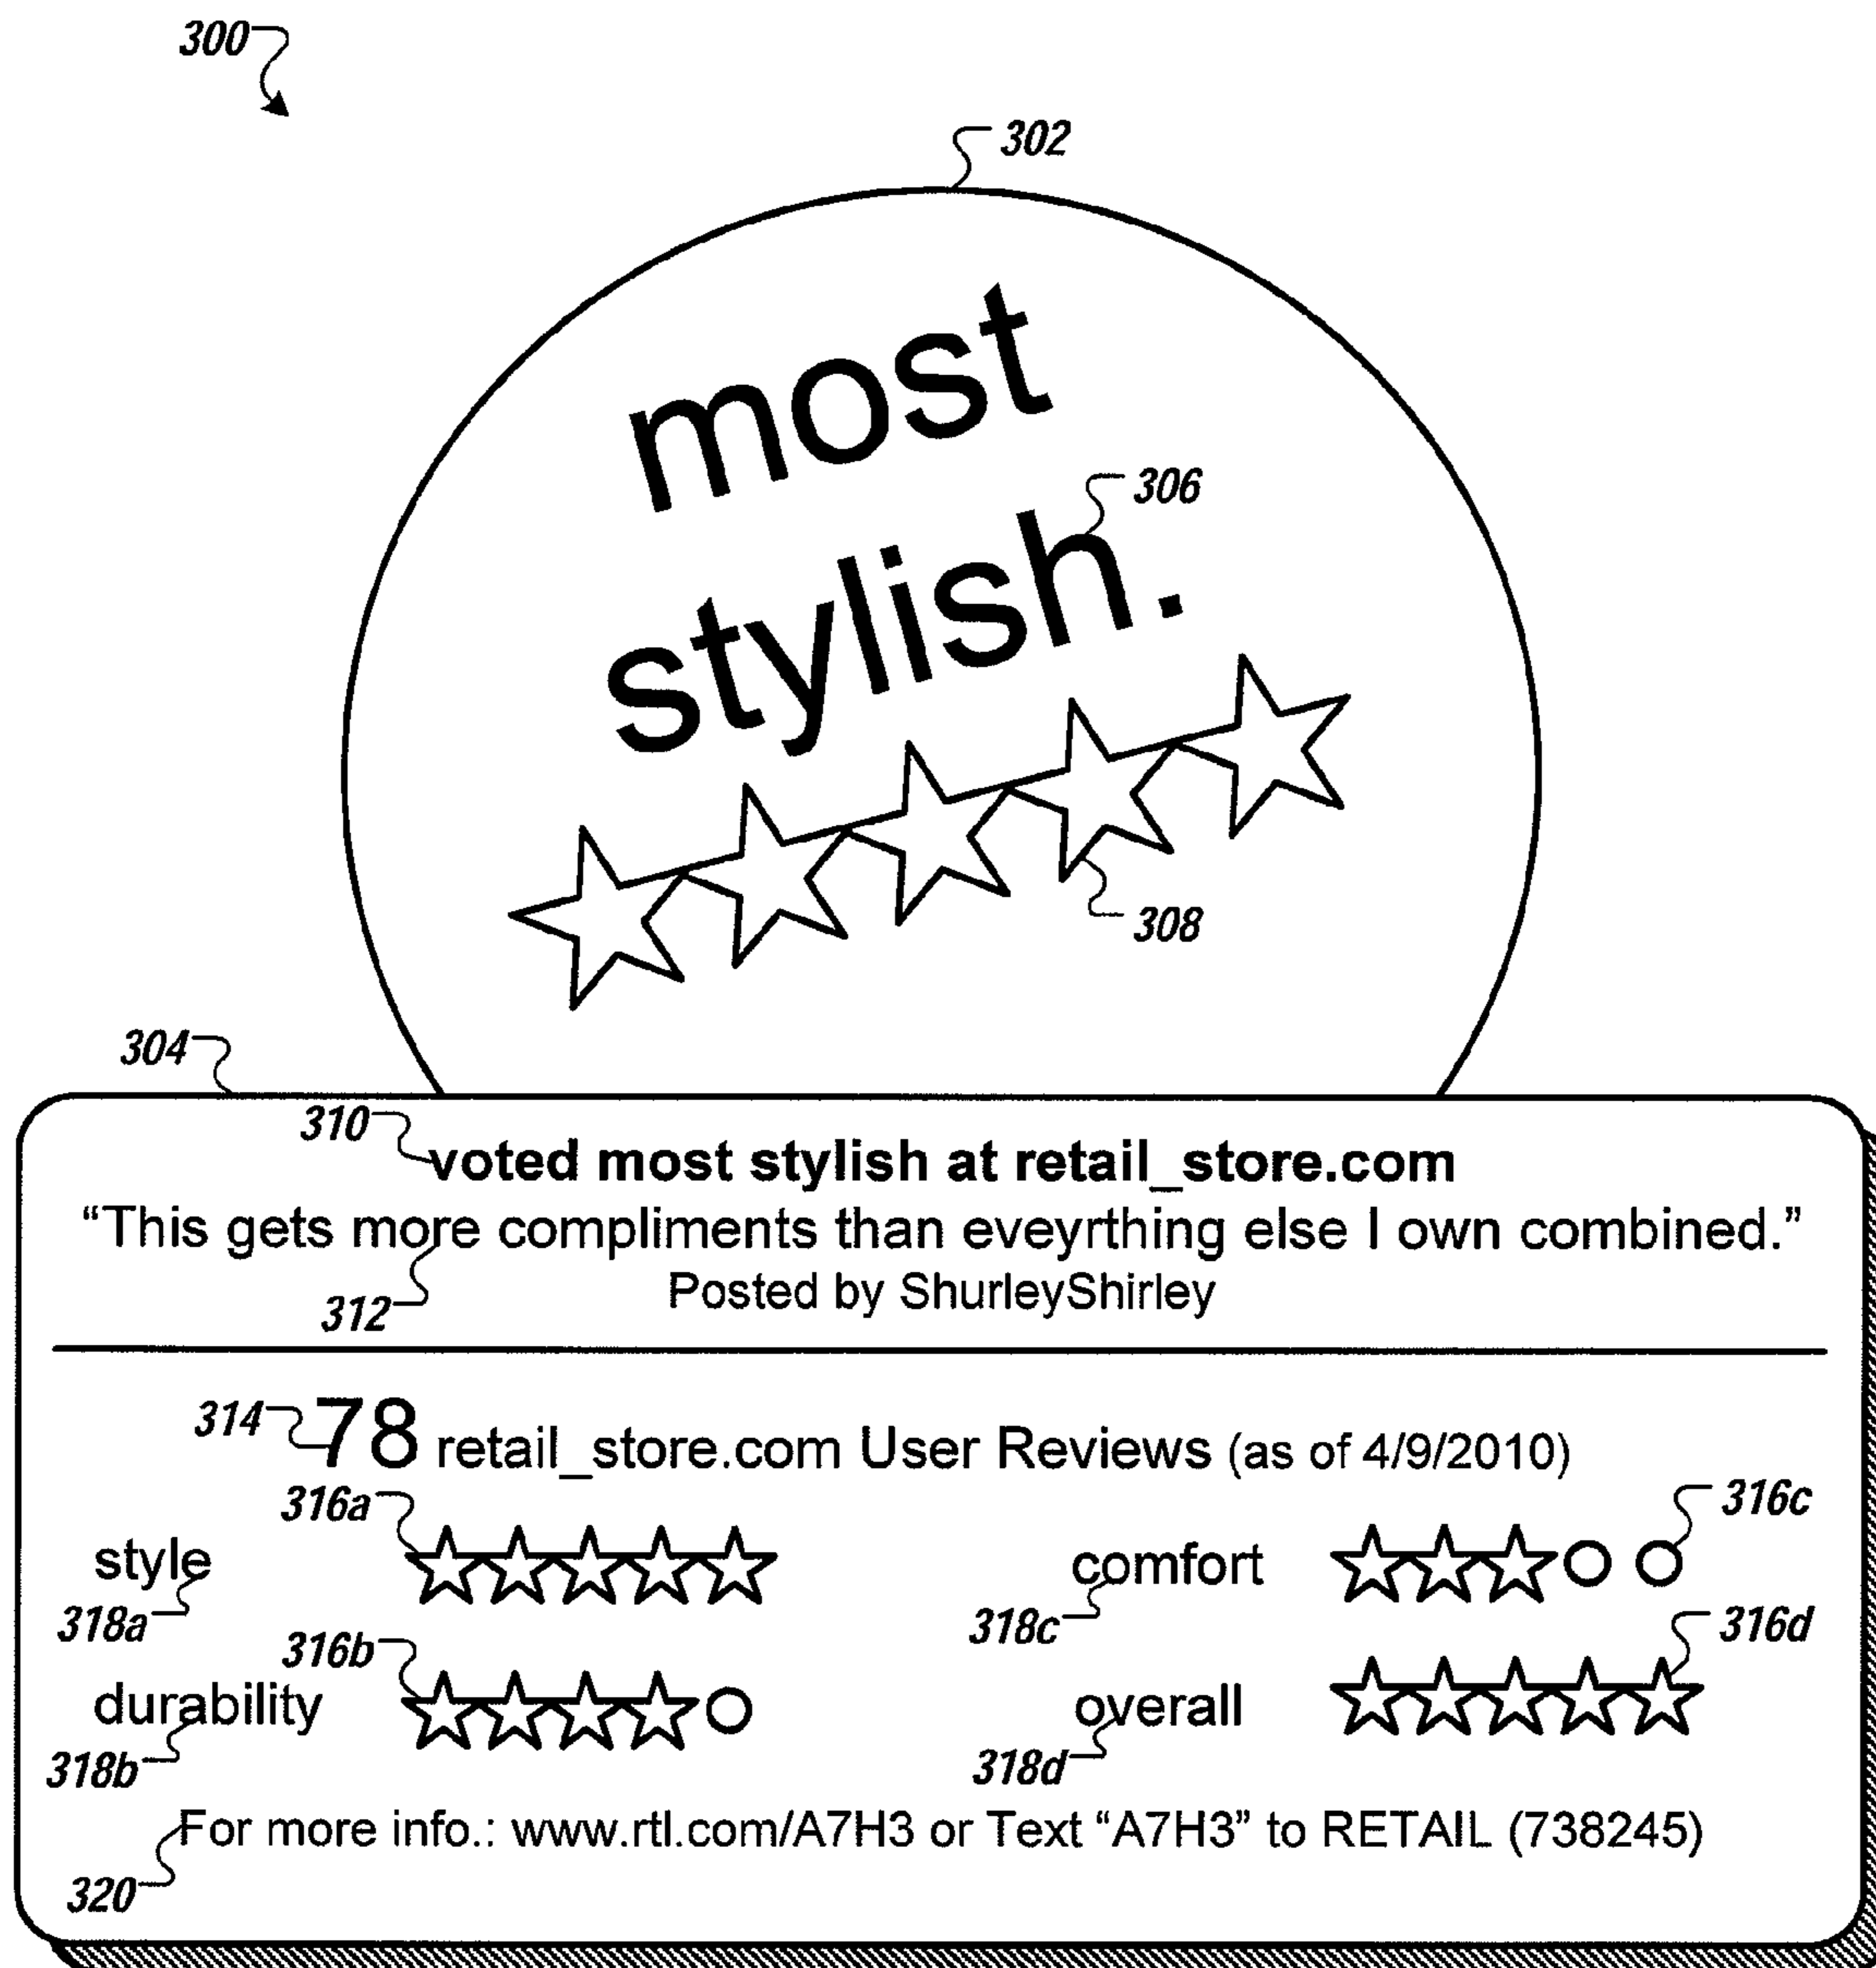 300
302
most
306
stylish.
308
304
310
voted most stylish at retail_store.com
“This gets more compliments than eveyrthing else I own combined.”
312
Posted by ShurleyShirley
314
78 retail_store.com User Reviews (as of 4/9/2010)
316a
316c
style
comfort
318a
318c
316b
316d
durability
overall
318b
318d
For more info.: www.rtl.com/A7H3 or Text “A7H3” to RETAIL (738245)
320